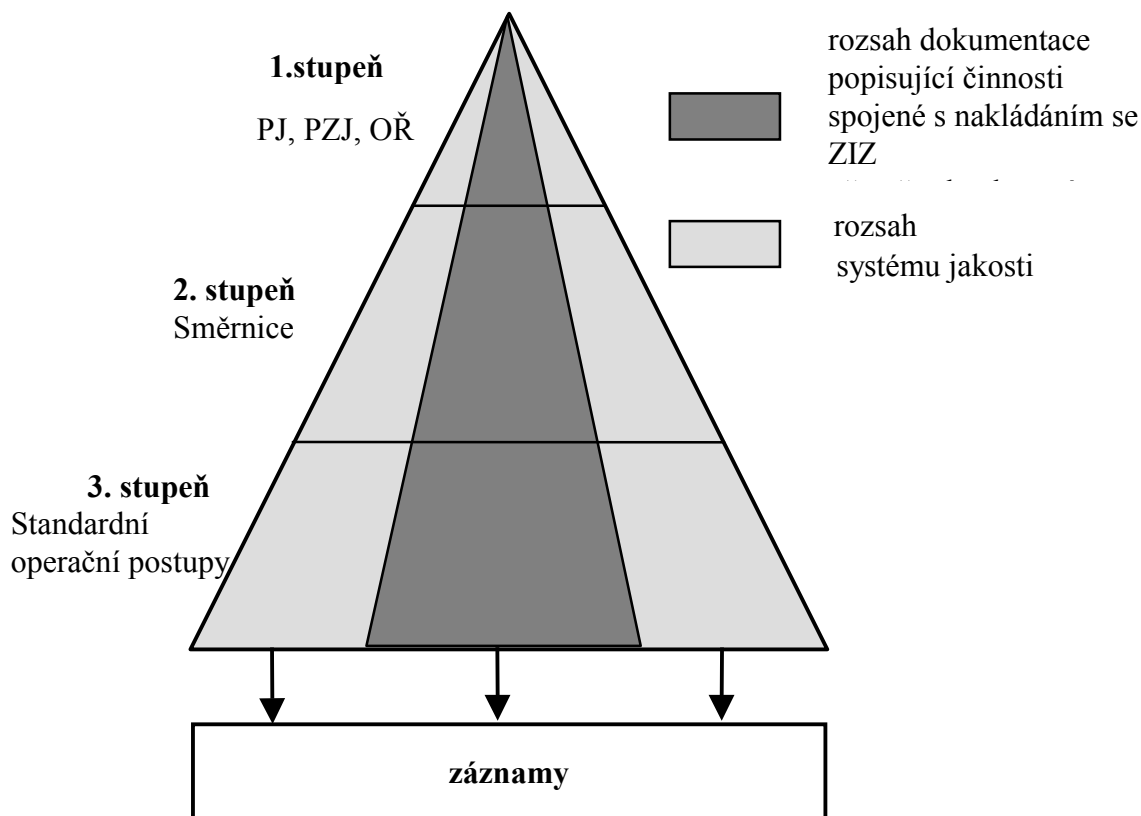 1.stupeň
PJ, PZJ, OŘ
rozsah dokumentace
popisující činnosti
spojené s nakládáním se
ZIZ
rozsah
systému jakosti
2. stupeň
Směrnice
3. stupeň
Standardní
operační postupy
záznamy